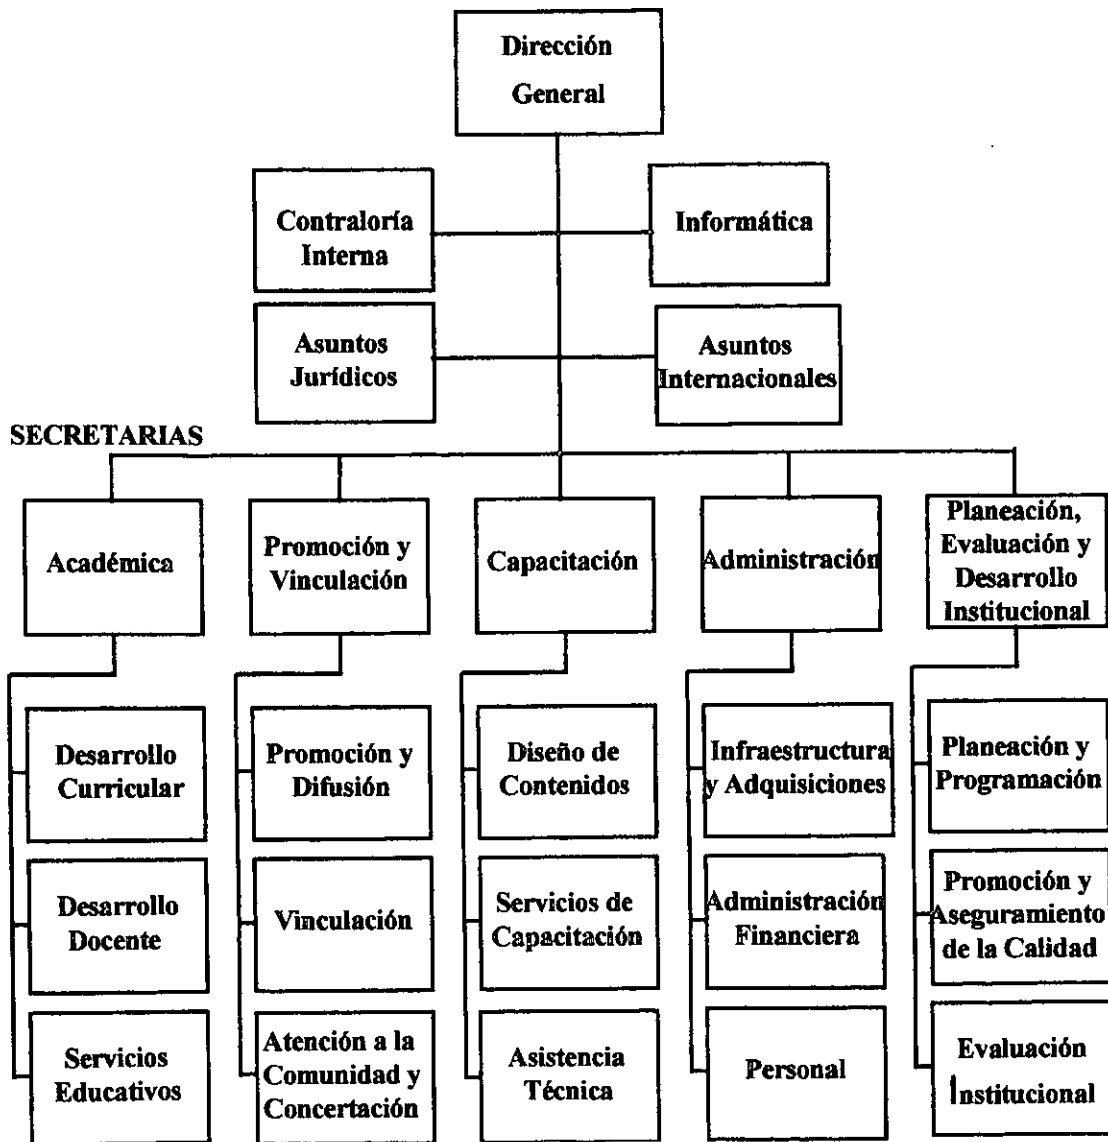 Dirección
General
Contraloría
Interna
Informática
Asuntos
Jurídicos
Asuntos
Internacionales
SECRETARIAS
Académica
Promoción y
Vinculación
Capacitación
Administración
Planeación,
Evaluación y
Desarrollo
Institucional
Desarrollo
Curricular
Promoción y
Difusión
Diseño de
Contenidos
Infraestructura
y Adquisiciones
Planeación y
Programación
Desarrollo
Docente
Vinculación
Servicios de
Capacitación
Administración
Financiera
Promoción y
Aseguramiento
de la Calidad
Servicios
Educativos
Atención a la
Comunidad y
Concertación
Asistencia
Técnica
Personal
Evaluación
Institucional